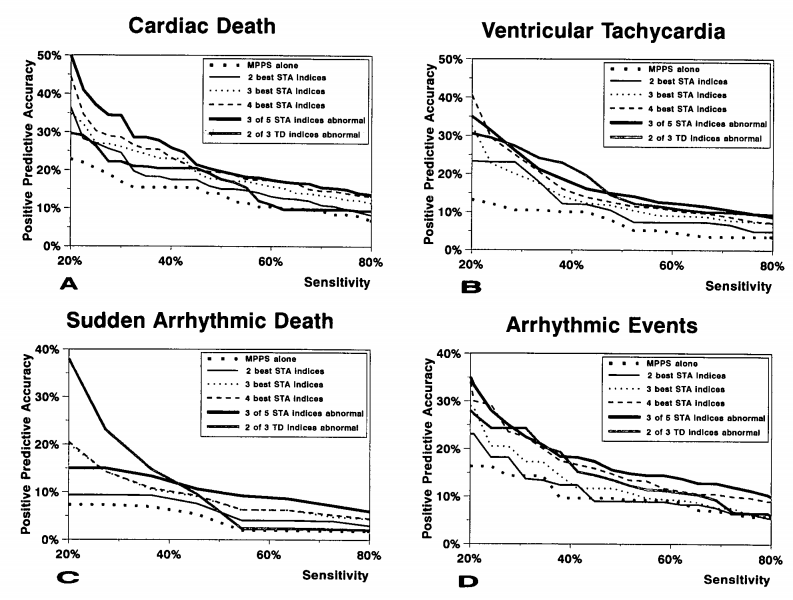 Cardiac Death
Positive Predictive Accuracy
50%
40%
30%
20%
10%
0%
MPPS alone
2 best STA indices
3 best STA indices
4 best STA indices
3 of 5 STA indices abnormal
2 of 3 TD indices abnormal
20% 40% 60% 80%
Sensitivity
A
Ventricular Tachycardia
Positive Predictive Accuracy
50%
40%
30%
20%
10%
0%
MPPS alone
2 best STA indices
3 best STA indices
4 best STA indices
3 of 5 STA indices abnormal
2 of 3 TD indices abnormal
20% 40% 60% 80%
Sensitivity
B
Sudden Arrhythmic Death
Positive Predictive Accuracy
40%
30%
20%
10%
0%
MPPS alone
2 best STA indices
3 best STA indices
4 best STA indices
3 of 5 STA indices abnormal
2 of 3 TD indices abnormal
20% 40% 60% 80%
Sensitivity
C
Arrhythmic Events
Positive Predictive Accuracy
40%
30%
20%
10%
0%
MPPS alone
2 best STA indices
3 best STA indices
4 best STA indices
3 of 5 STA indices abnormal
2 of 3 TD indices abnormal
20% 40% 60% 80%
Sensitivity
D